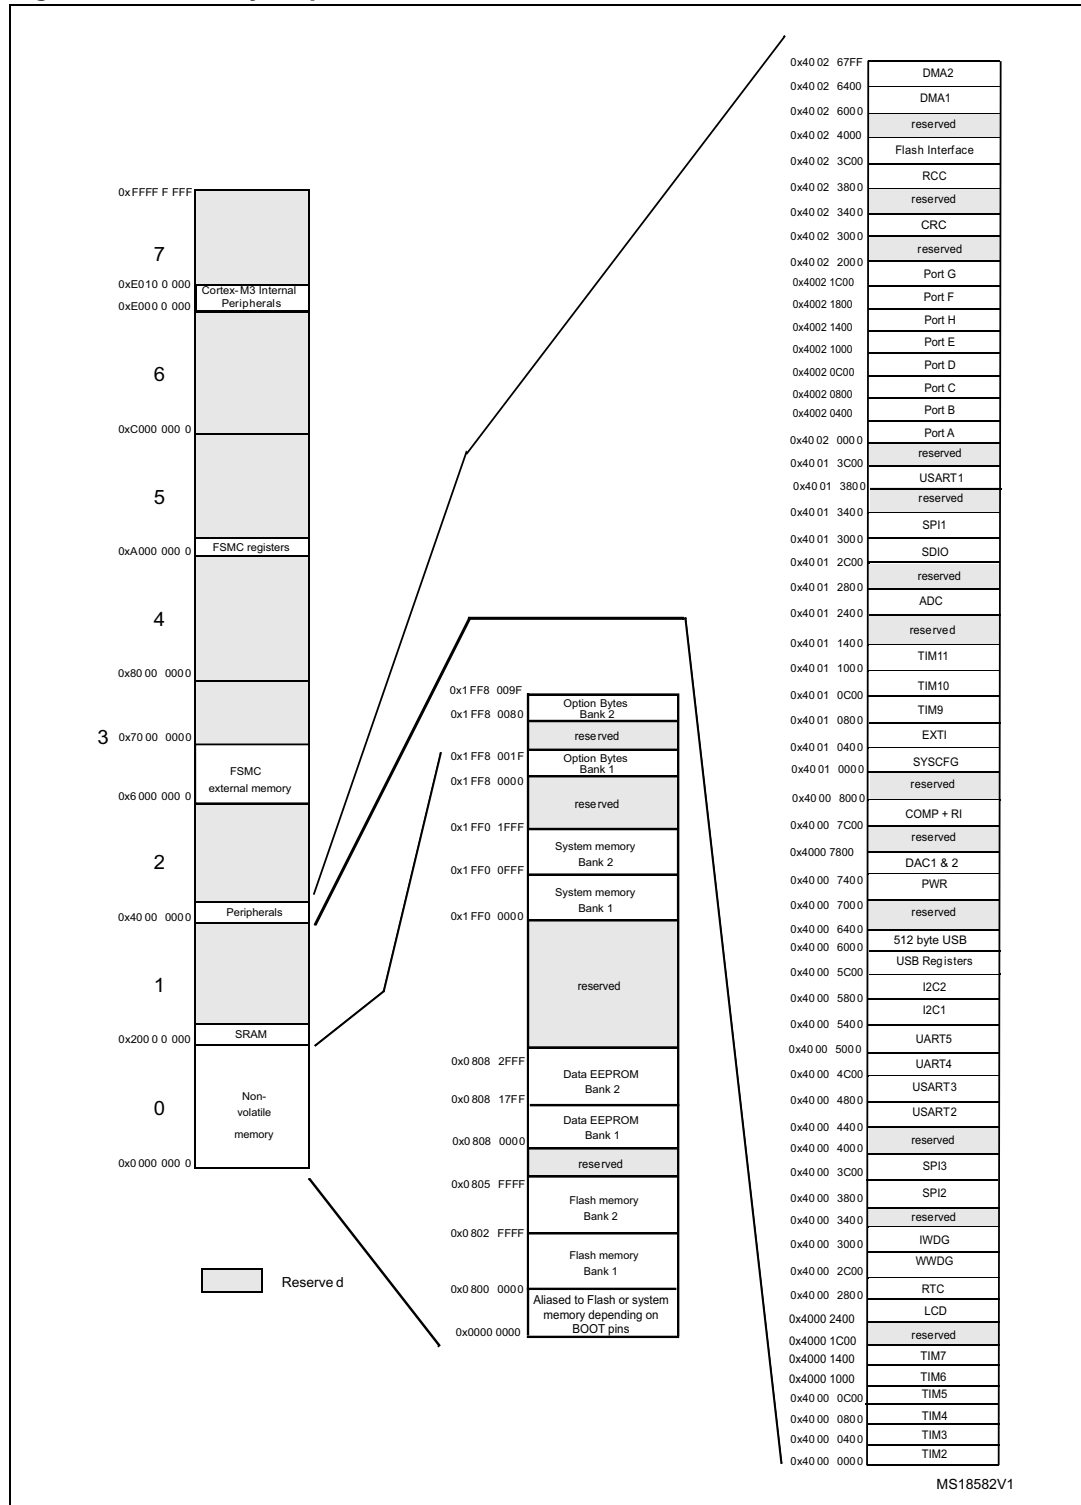 0xFFFF F FFF
7
0xE010 0 000
Cortex-M3 Internal
Peripherals
0xE000 0 000
6
0xC000 000 0
5
0xA000 000 0
FSMC registers
4
0x80 00 0000
3
0x70 00 0000
FSMC
external memory
0x6 000 000 0
2
0x40 00 0000
Peripherals
1
0x200 0 0 000
SRAM
0
Non-
volatile
memory
0x0 000 000 0
Reserve d
0x1 FF8 009F
Option Bytes
Bank 2
0x1 FF8 0080
reserved
0x1 FF8 001F
Option Bytes
Bank 1
0x1 FF8 0000
reserved
0x1 FF0 1FFF
System memory
Bank 2
0x1 FF0 0FFF
System memory
Bank 1
0x1 FF0 0000
reserved
0x0 808 2FFF
Data EEPROM
Bank 2
0x0 808 17FF
Data EEPROM
Bank 1
0x0 808 0000
reserved
0x0 805 FFFF
Flash memory
Bank 2
0x0 802 FFFF
Flash memory
Bank 1
0x0 800 0000
Aliased to Flash or system
memory depending on
BOOT pins
0x0000 0000
0x40 02 67FF
DMA2
0x40 02 6400
DMA1
0x40 02 6000
reserved
0x40 02 4000
Flash Interface
0x40 02 3C00
RCC
0x40 02 3800
reserved
0x40 02 3400
CRC
0x40 02 3000
reserved
0x40 02 2000
Port G
0x4002 1C00
Port F
0x4002 1800
Port H
0x4002 1400
Port E
0x4002 1000
Port D
0x4002 0C00
Port C
0x4002 0800
Port B
0x4002 0400
Port A
0x40 02 0000
reserved
0x40 01 3C00
USART1
0x40 01 3800
reserved
0x40 01 3400
SPI1
0x40 01 3000
SDIO
0x40 01 2C00
reserved
0x40 01 2800
ADC
0x40 01 2400
reserved
0x40 01 1400
TIM11
0x40 01 1000
TIM10
0x40 01 0C00
TIM9
0x40 01 0800
EXTI
0x40 01 0400
SYSCFG
0x40 01 0000
reserved
0x40 00 8000
COMP + RI
0x40 00 7C00
reserved
0x4000 7800
DAC1 & 2
0x40 00 7400
PWR
0x40 00 7000
reserved
0x40 00 6400
512 byte USB
0x40 00 6000
USB Registers
0x40 00 5C00
I2C2
0x40 00 5800
I2C1
0x40 00 5400
UART5
0x40 00 5000
UART4
0x40 00 4C00
USART3
0x40 00 4800
USART2
0x40 00 4400
reserved
0x40 00 4000
SPI3
0x40 00 3C00
SPI2
0x40 00 3800
reserved
0x40 00 3400
IWDG
0x40 00 3000
WWDG
0x40 00 2C00
RTC
0x40 00 2800
LCD
0x4000 2400
reserved
0x4000 1C00
TIM7
0x4000 1400
TIM6
0x4000 1000
TIM5
0x40 00 0C00
TIM4
0x40 00 0800
TIM3
0x40 00 0400
TIM2
0x40 00 0000
MS18582V1